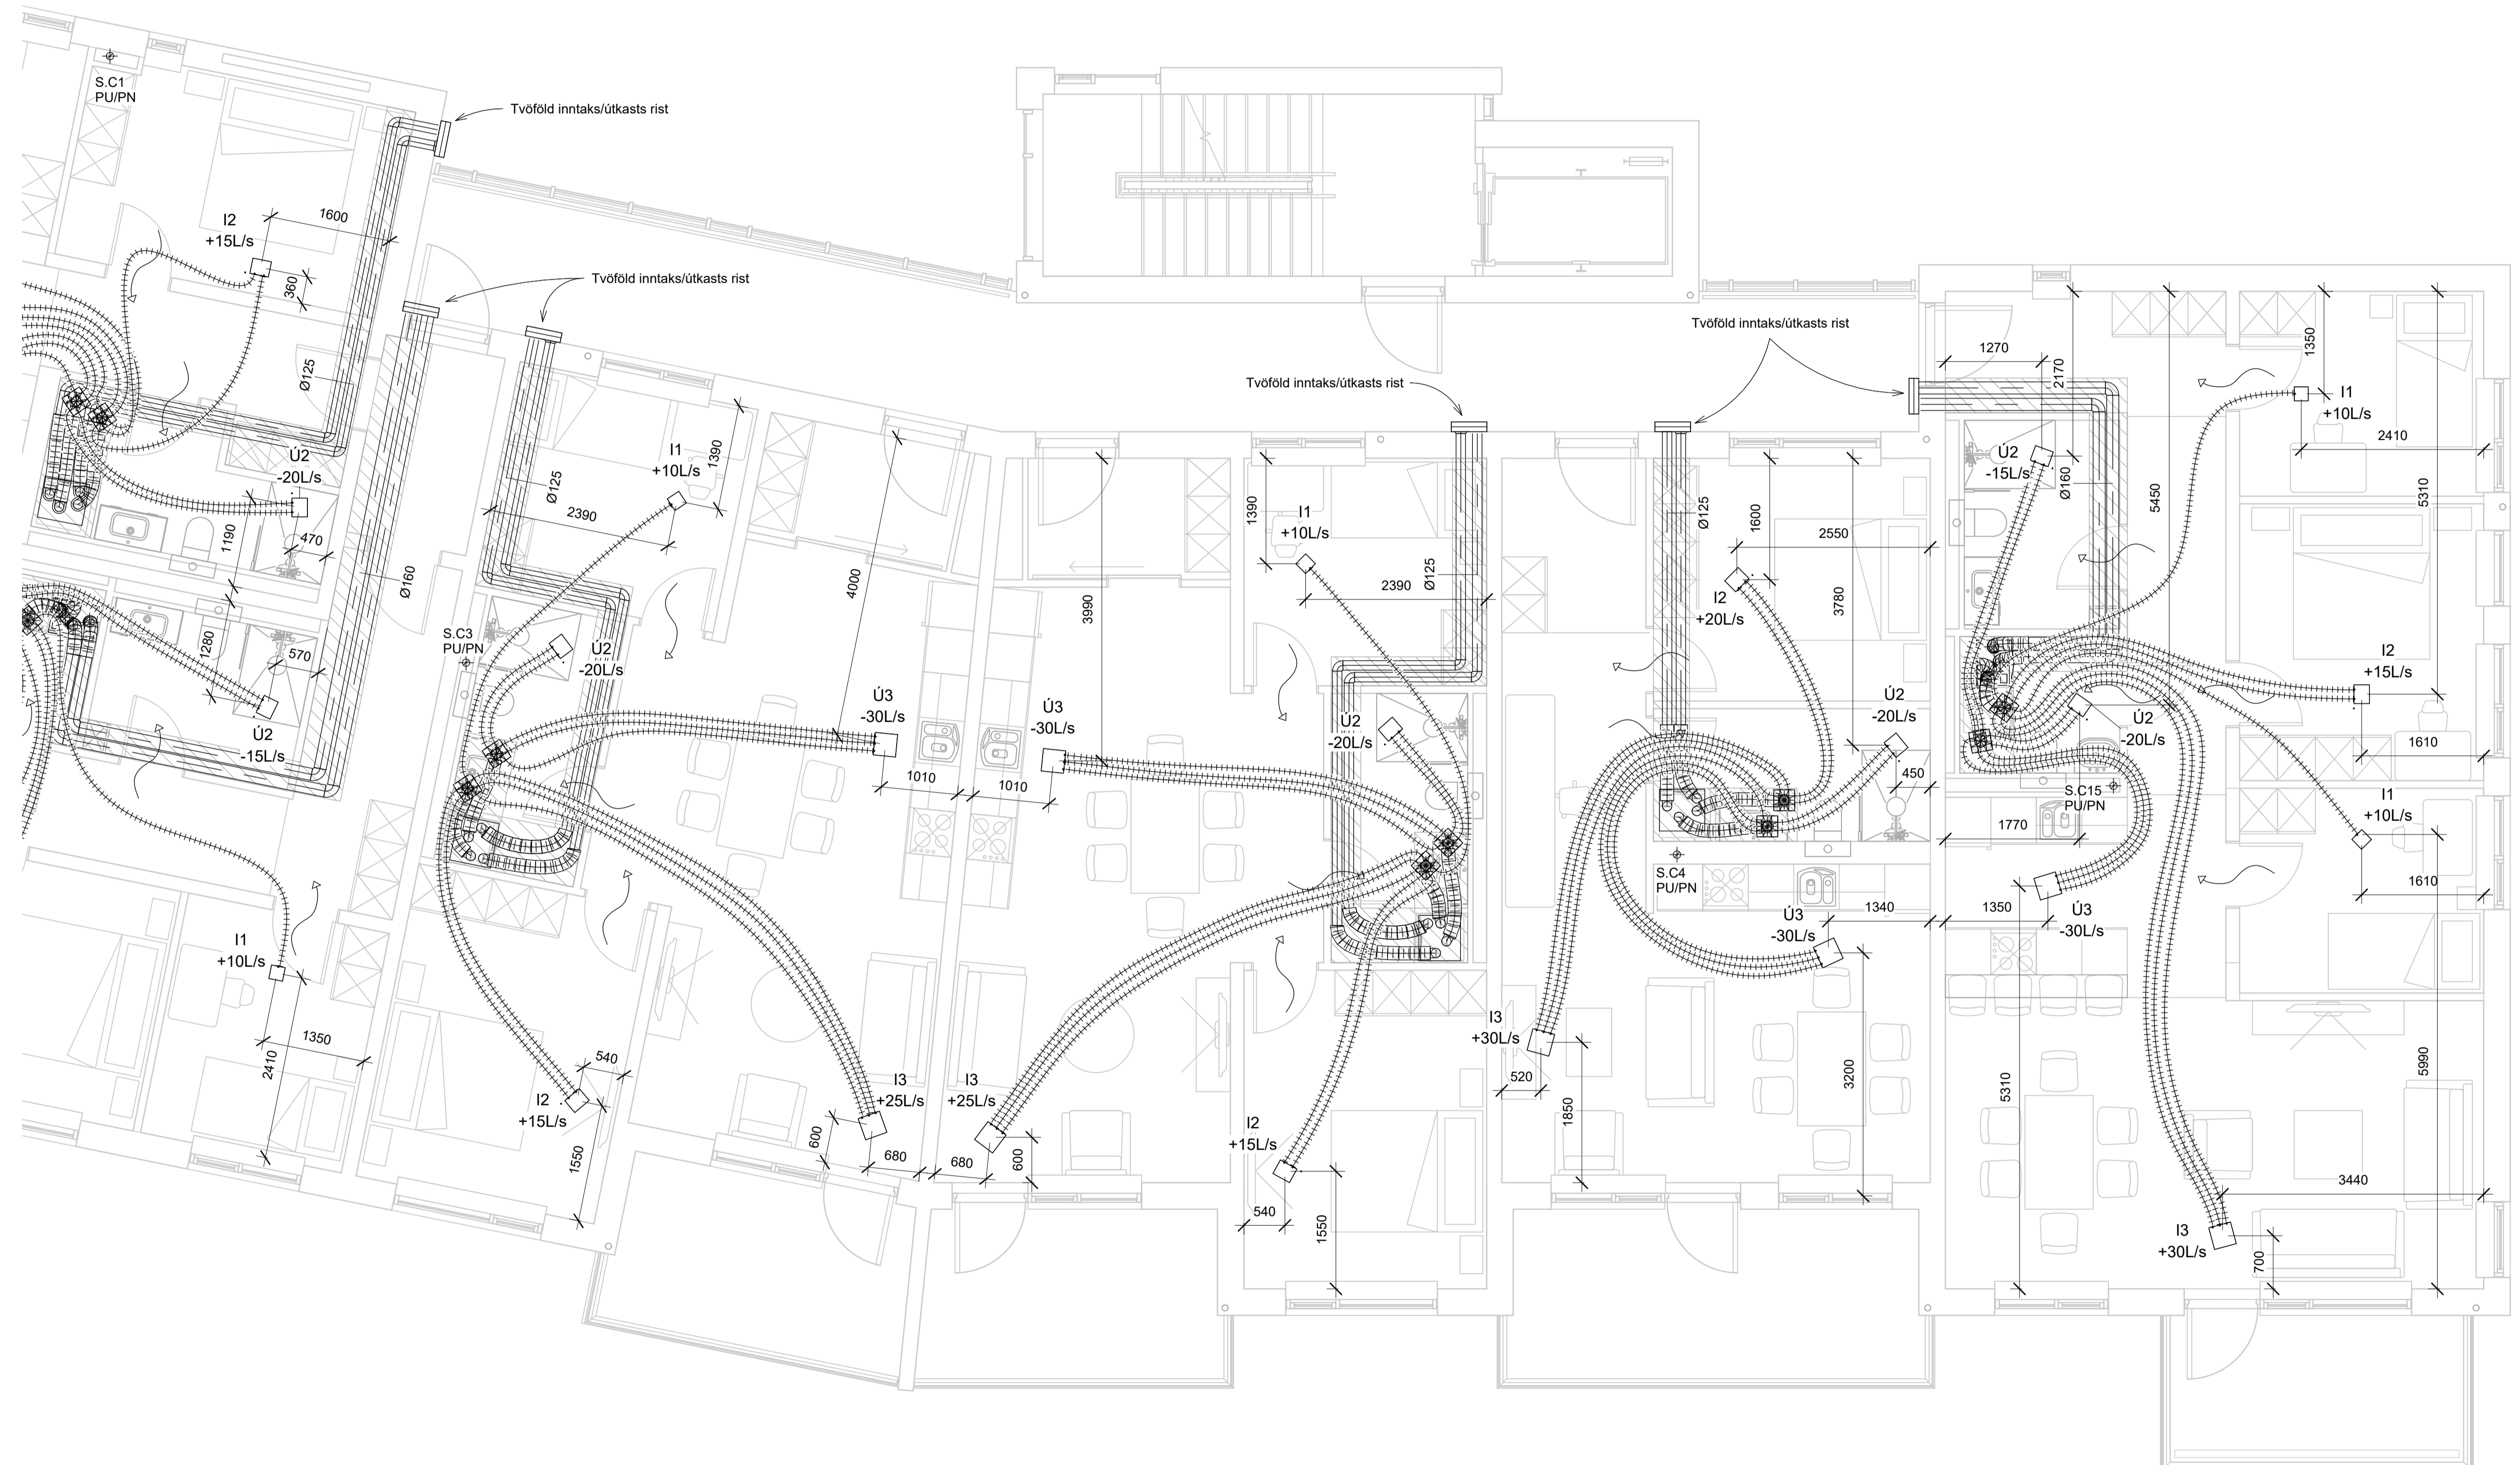 S.C1
PU/PN
Tvöföld inntaks/útkasts rist
I2
+15L/s
1600
360
Ø125
Ú2
-20L/s
1190
470
Ø160
1280
570
Ú2
-15L/s
I1
+10L/s
1350
2410
Tvöföld inntaks/útkasts rist
I1
+10L/s
1390
Ø125
2390
4000
S.C3
PU/PN
Ú2
-20L/s
Ú3
-30L/s
1010
540
I2
+15L/s
1550
I3
+25L/s
600
680
Tvöföld inntaks/útkasts rist
3990
1390
I1
+10L/s
2390
Ø125
Ú3
-30L/s
1010
Ú2
-20L/s
I3
+25L/s
680
600
I2
+15L/s
540
1550
Tvöföld inntaks/útkasts rist
Ø125
1600
2550
I2
+20L/s
3780
Ú2
-20L/s
450
S.C4
PU/PN
Ú3
-30L/s
1340
I3
+30L/s
520
1850
3200
1270
2170
Ú2
-15L/s
Ø160
5450
1350
I1
+10L/s
2410
5310
I2
+15L/s
1610
Ú2
-20L/s
S.C15
PU/PN
1770
I1
+10L/s
1610
1350
Ú3
-30L/s
5310
5990
3440
I3
+30L/s
700